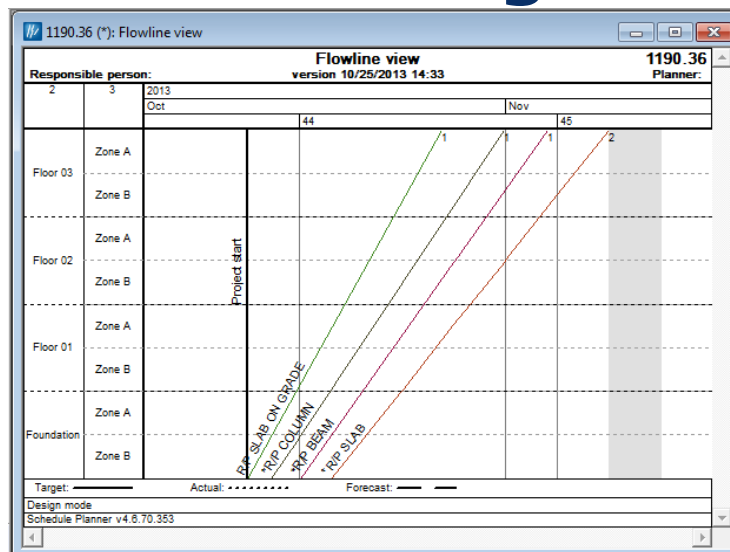 1190.36 (*): Flowline view
Flowline view
1190.36
Responsible person:
version 10/25/2013 14:33
Planner:
2 3 2013
Oct Nov
44 45
1 1 1 2
Floor 03
Zone A
Zone B
Floor 02
Zone A
Zone B
Floor 01
Zone A
Zone B
Foundation
Zone A
Zone B
Project start
R/P SLAB ON GRADE
*R/P COLUMN
*R/P BEAM
*R/P SLAB
Target: Actual: Forecast:
Design mode
Schedule Planner v4.6.70.353